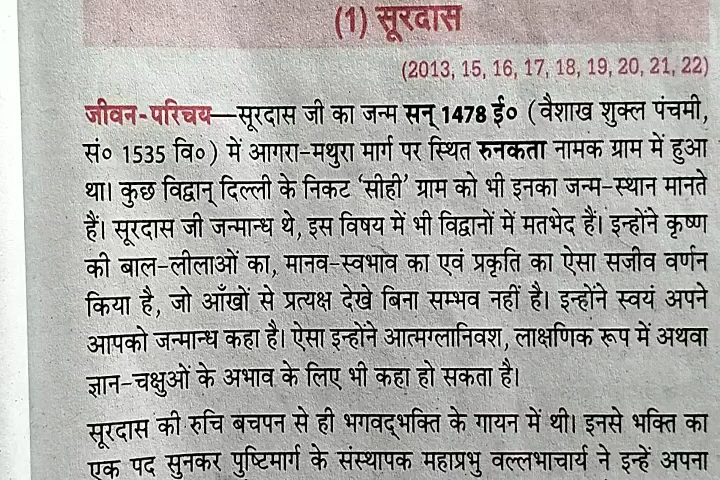 (1) सूरदास
(2013, 15, 16, 17, 18, 19, 20, 21, 22)
जीवन-परिचय—सूरदास जी का जन्म सन् 1478 ई० (वैशाख शुक्ल पंचमी,
सं० 1535 वि०) में आगरा-मथुरा मार्ग पर स्थित रुनकता नामक ग्राम में हुआ
था। कुछ विद्वान् दिल्ली के निकट ‘सीही’ ग्राम को भी इनका जन्म-स्थान मानते
हैं। सूरदास जी जन्मान्ध थे, इस विषय में भी विद्वानों में मतभेद हैं। इन्होंने कृष्ण
की बाल-लीलाओं का, मानव-स्वभाव का एवं प्रकृति का ऐसा सजीव वर्णन
किया है, जो आँखों से प्रत्यक्ष देखे बिना सम्भव नहीं है। इन्होंने स्वयं अपने
आपको जन्मान्ध कहा है। ऐसा इन्होंने आत्मग्लानिवश, लाक्षणिक रूप में अथवा
ज्ञान-चक्षुओं के अभाव के लिए भी कहा हो सकता है।
सूरदास की रुचि बचपन से ही भगवद्भक्ति के गायन में थी। इनसे भक्ति का
एक पद सुनकर पुष्टिमार्ग के संस्थापक महाप्रभु वल्लभाचार्य ने इन्हें अपना